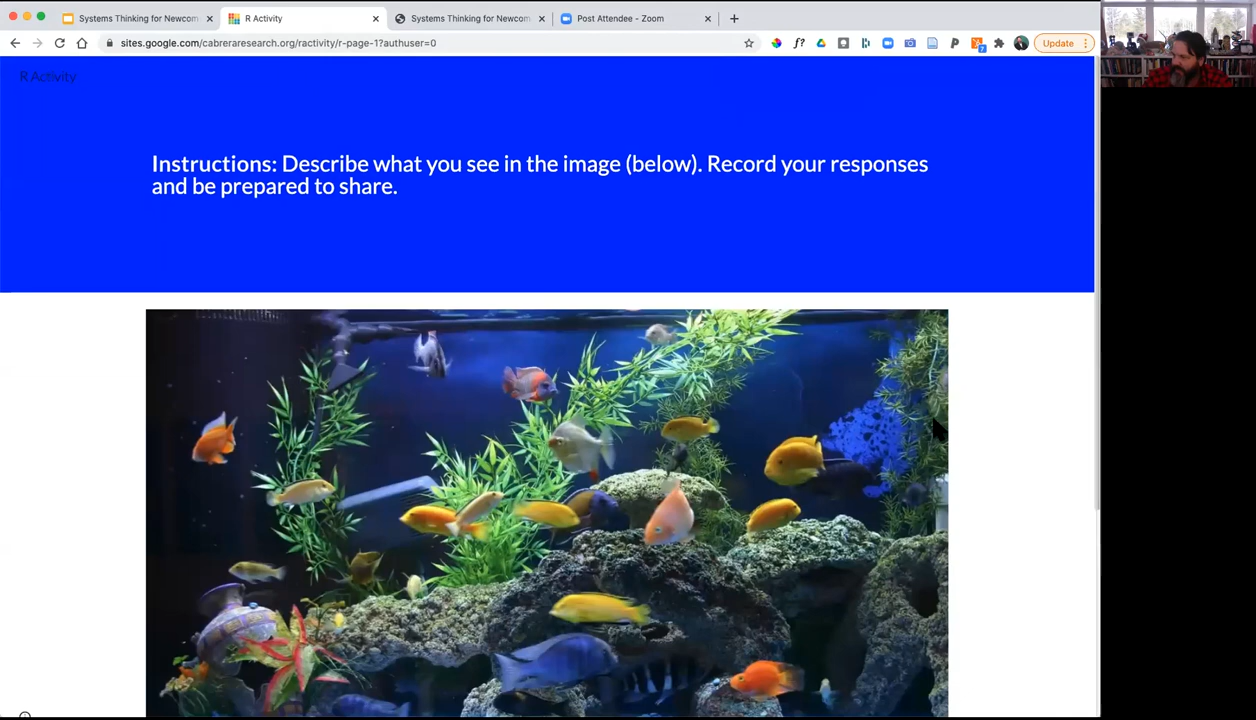 Systems Thinking for Newcom
R Activity
Systems Thinking for Newcom
Post Attendee - Zoom
sites.google.com/cabreraresearch.org/ractivity/r-page-1?authuser=0
f?
7
Update
R Activity
Instructions: Describe what you see in the image (below). Record your responses
and be prepared to share.